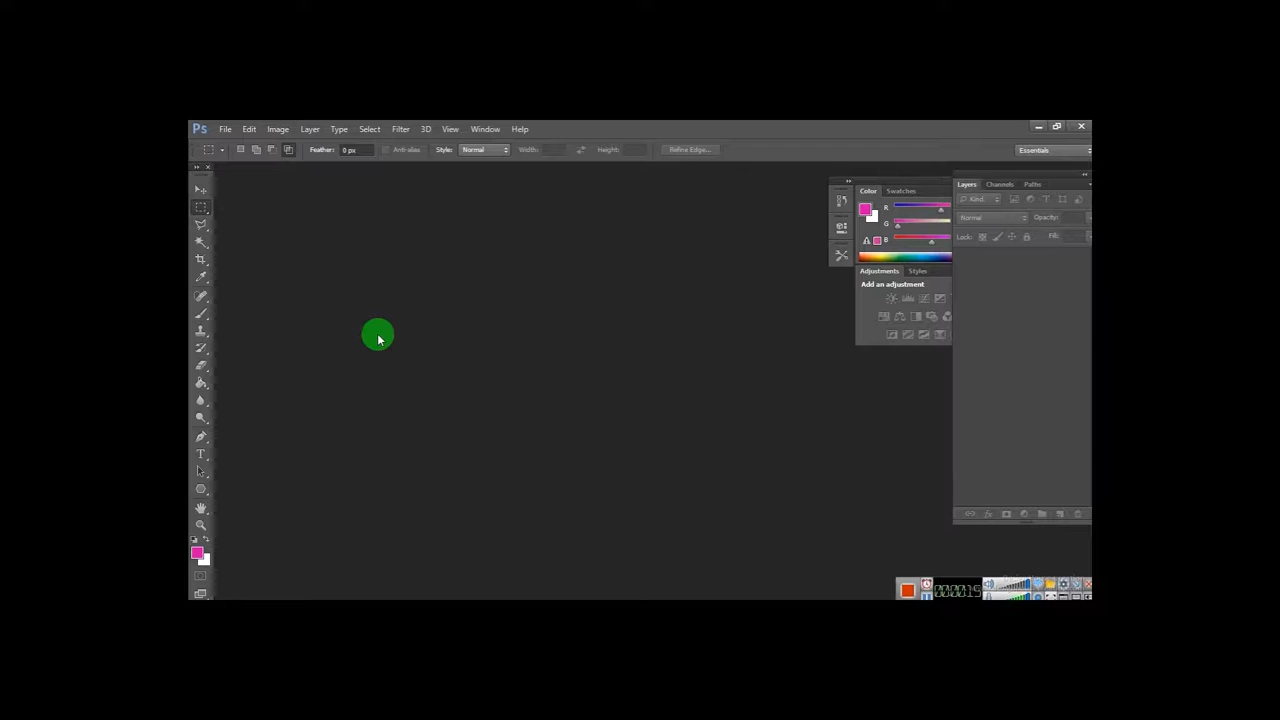 Ps File Edit Image Layer Type Select Filter 3D View Window Help
Feather: 0 px Anti-alias Style: Normal Width: Height: Refine Edge... Essentials
Color Swatches
R
G
B
Adjustments Styles
Add an adjustment
Layers Channels Paths
Kind
Normal Opacity:
Lock: Fill:
T